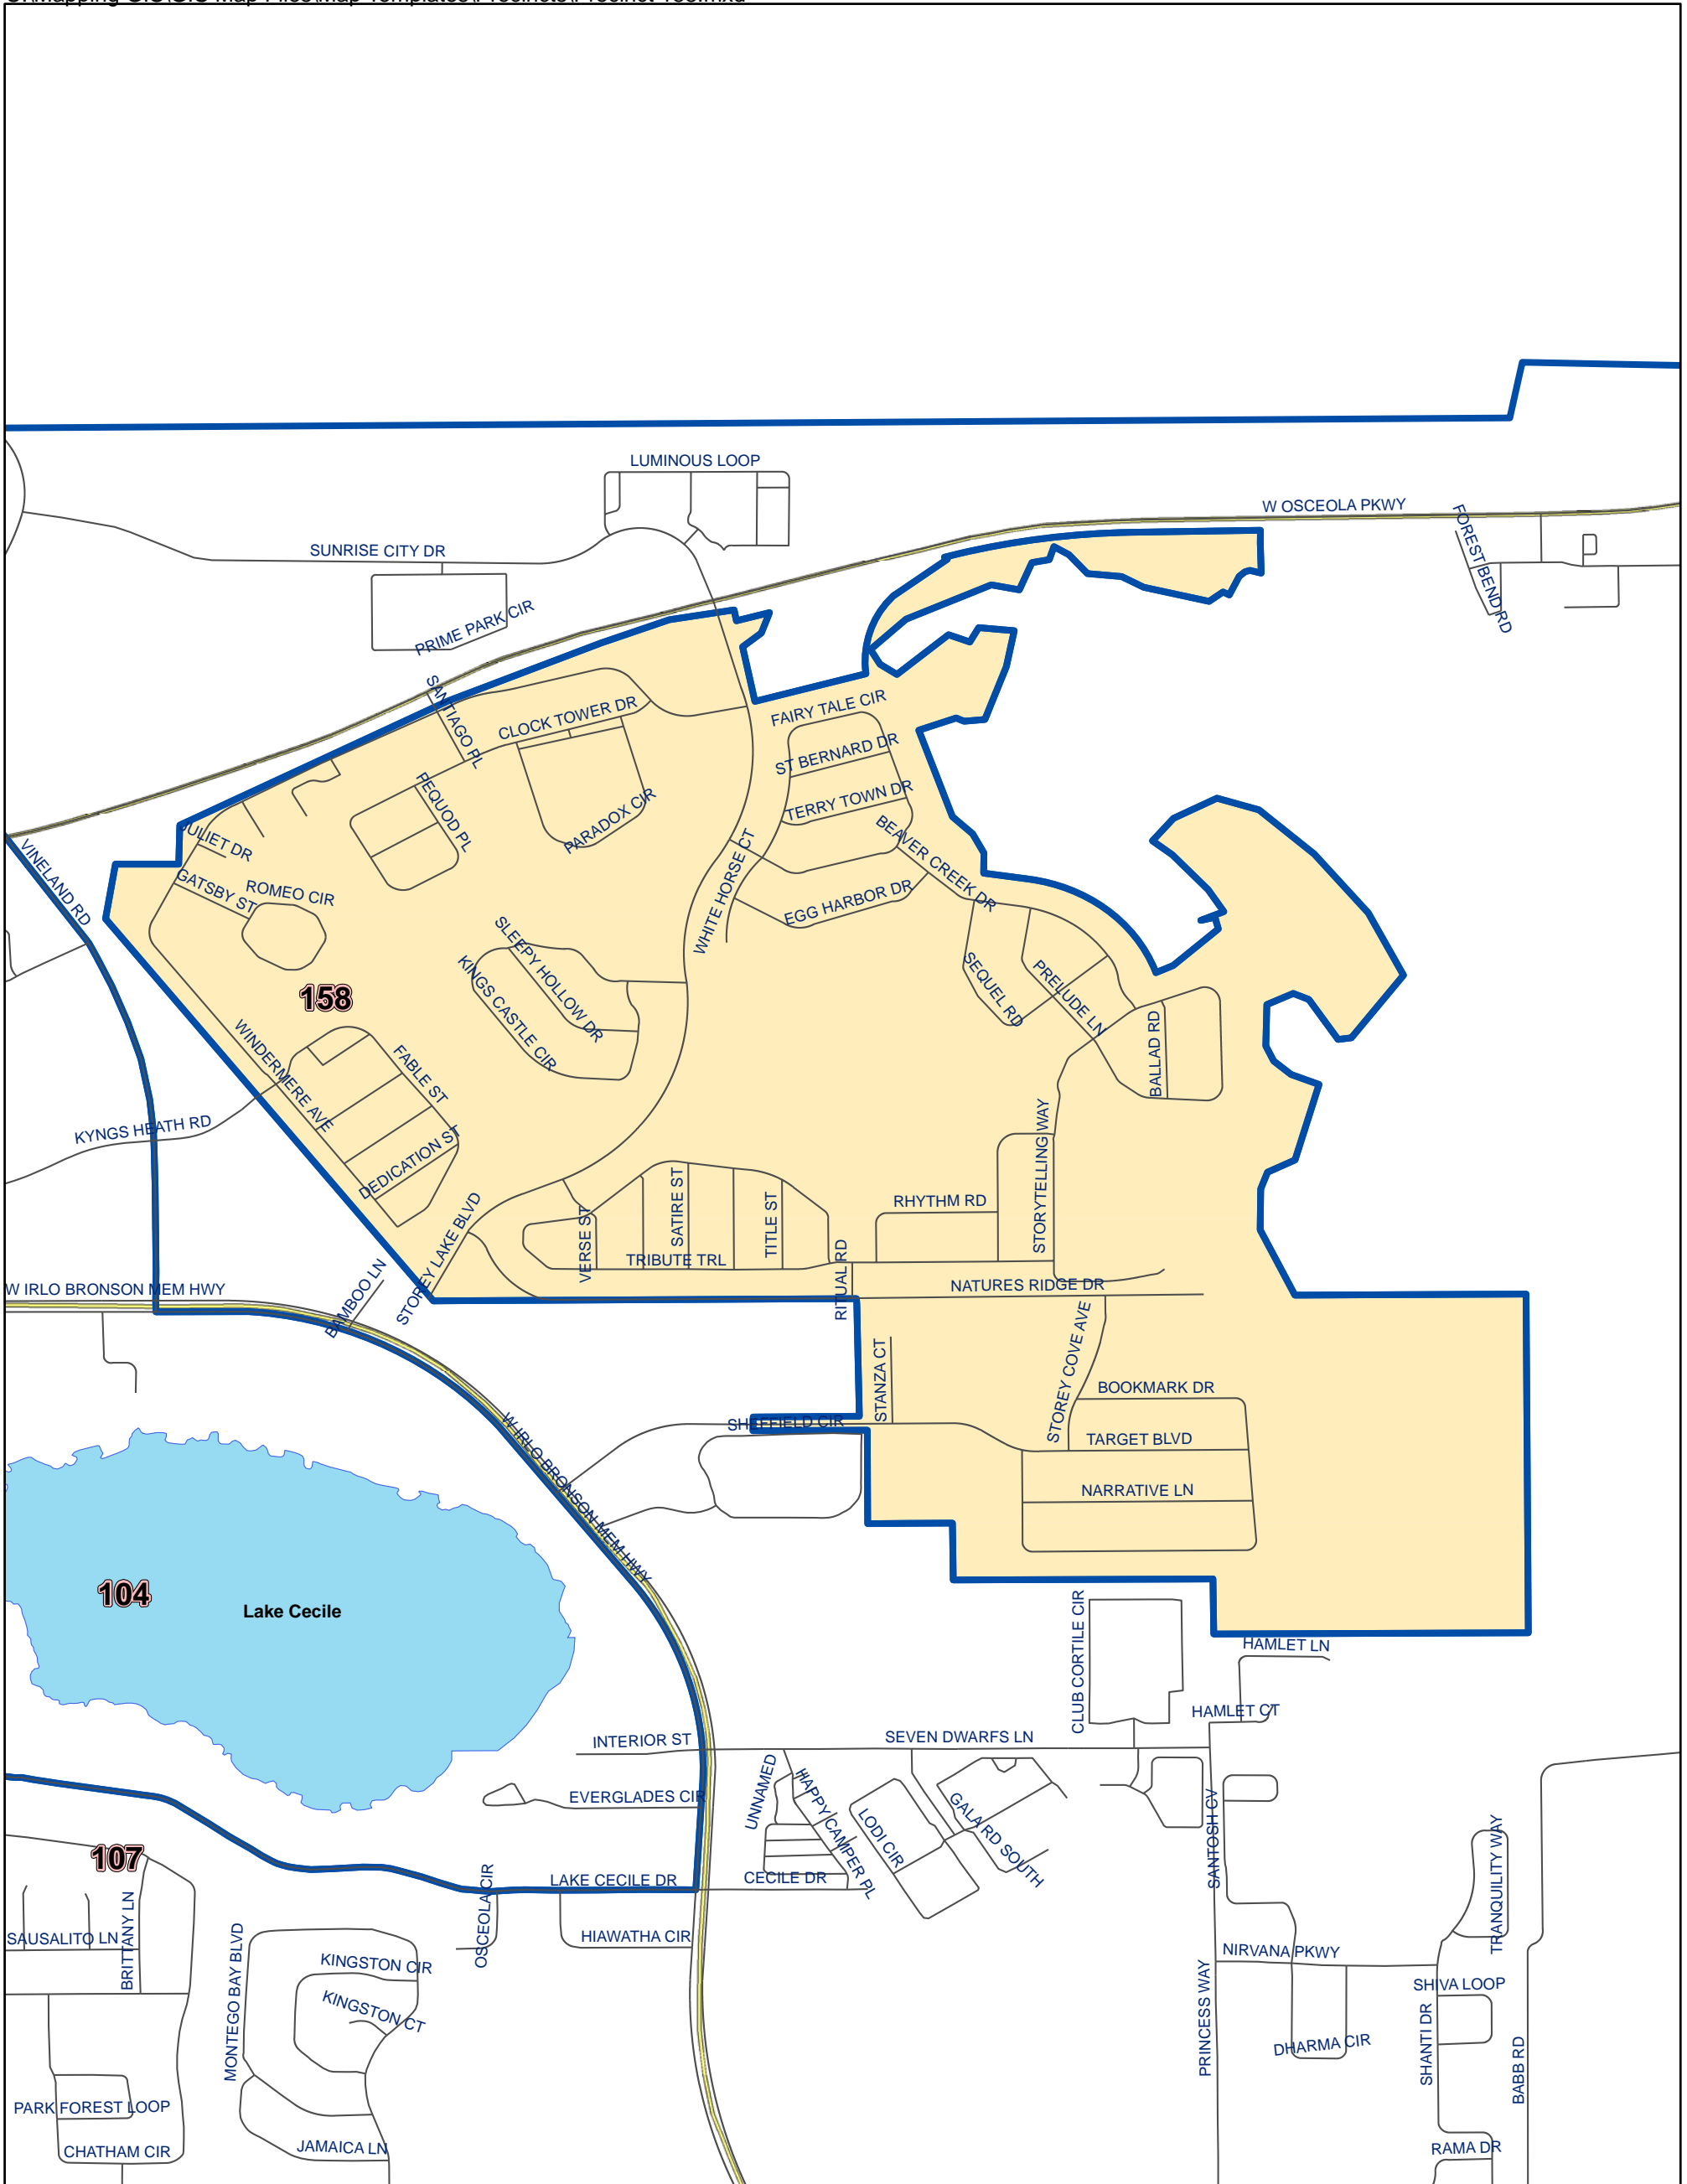 LUMINOUS LOOP
W OSCEOLA PKWY
FOREST BEND RD
SUNRISE CITY DR
PRIME PARK CIR
SANTIAGO PL
CLOCK TOWER DR
FAIRY TALE CIR
ST BERNARD DR
TERRY TOWN DR
PEQUOD PL
PARADOX CIR
BEAVER CREEK DR
JULIET DR
VINELAND RD
GATSBY ST
ROMEO CIR
WHITE HORSE CT
EGG HARBOR DR
SLEEPY HOLLOW DR
KINGS CASTLE CIR
SEQUEL RD
PRELUDE LN
158
BALLAD RD
WINDERMERE AVE
FABLE ST
KYNGS HEATH RD
DEDICATION ST
STORYTELLING WAY
RHYTHM RD
STOREY LAKE BLVD
VERSE ST
SATIRE ST
TITLE ST
TRIBUTE TRL
RITUAL RD
NATURES RIDGE DR
W IRLO BRONSON MEM HWY
BAMBOO LN
STANZA CT
STOREY COVE AVE
BOOKMARK DR
SHEFFIELD CIR
TARGET BLVD
W IRLO BRONSON MEM HWY
NARRATIVE LN
104
Lake Cecile
CLUB CORTILE CIR
HAMLET LN
HAMLET CT
INTERIOR ST
SEVEN DWARFS LN
EVERGLADES CIR
UNNAMED
HAPPY CAMPER PL
LODI CIR
GALA RD SOUTH
SANTOSH CV
107
TRANQUILITY WAY
LAKE CECILE DR
CECILE DR
OSCEOLA CIR
HIAWATHA CIR
SAUSALITO LN
BRITTANY LN
MONTEGO BAY BLVD
KINGSTON CIR
KINGSTON CT
NIRVANA PKWY
SHIVA LOOP
PRINCESS WAY
DHARMA CIR
SHANTI DR
BABB RD
PARK FOREST LOOP
CHATHAM CIR
JAMAICA LN
RAMA DR